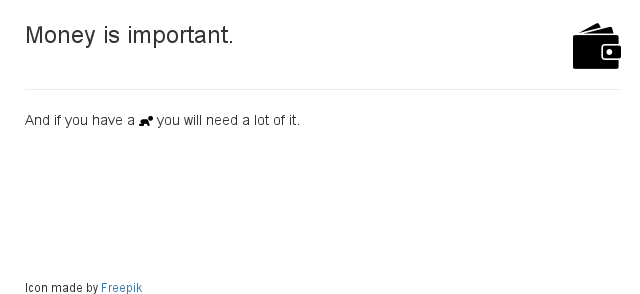 Money is important.
And if you have a you will need a lot of it.
Icon made by Freepik